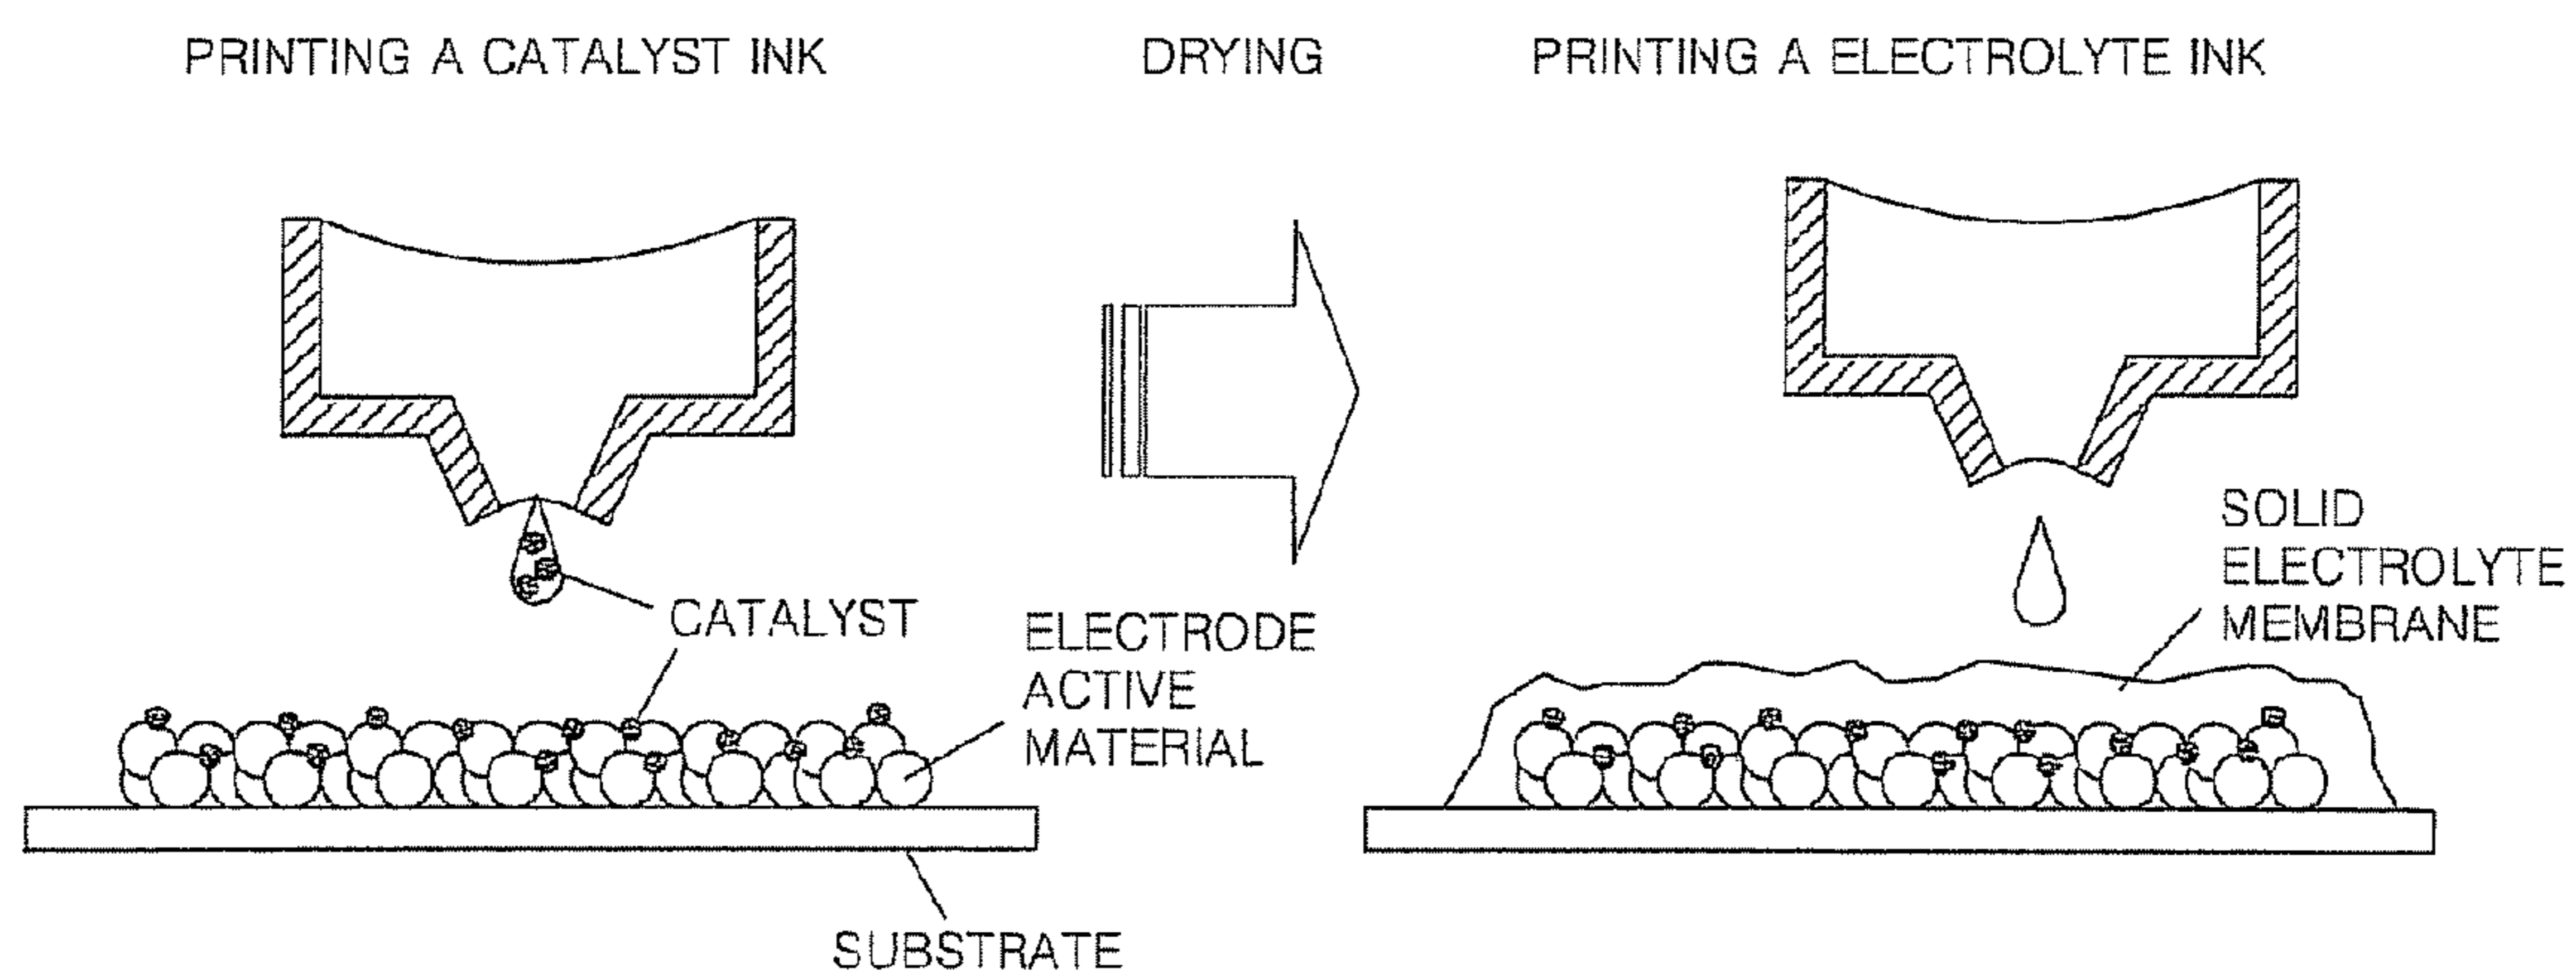 PRINTING A CATALYST INK
DRYING
PRINTING A ELECTROLYTE INK
CATALYST
ELECTRODE
ACTIVE
MATERIAL
SUBSTRATE
SOLID
ELECTROLYTE
MEMBRANE